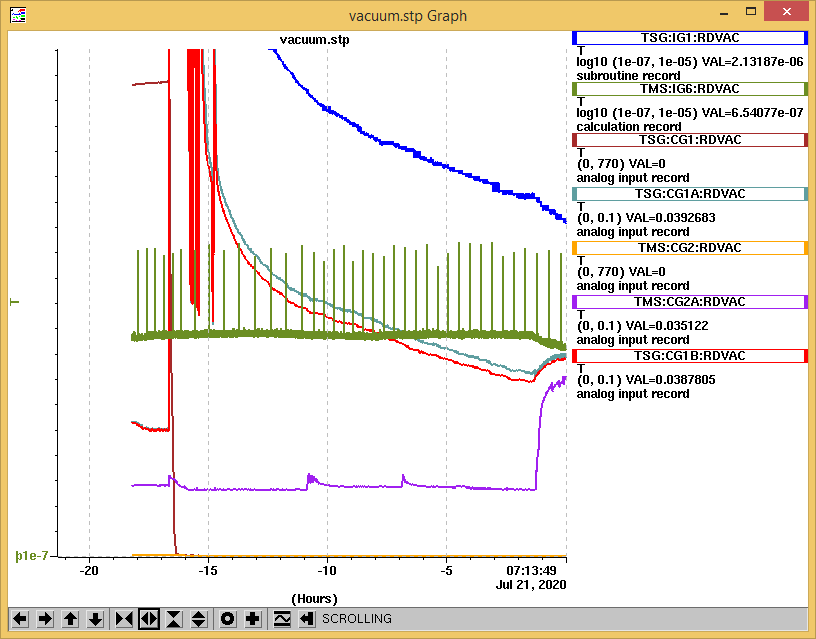 vacuum.stp Graph
vacuum.stp
TSG:IG1:RDVAC
T
log10 (1e-07, 1e-05) VAL=2.13187e-06
subroutine record
TMS:IG6:RDVAC
T
log10 (1e-07, 1e-05) VAL=6.54077e-07
calculation record
TSG:CG1:RDVAC
T
(0, 770) VAL=0
analog input record
TSG:CG1A:RDVAC
T
(0, 0.1) VAL=0.0392683
analog input record
TMS:CG2:RDVAC
T
(0, 770) VAL=0
analog input record
TMS:CG2A:RDVAC
T
(0, 0.1) VAL=0.035122
analog input record
TSG:CG1B:RDVAC
T
(0, 0.1) VAL=0.0387805
analog input record
T
1e-7
-20
-15
-10
-5
07:13:49
Jul 21, 2020
(Hours)
SCROLLING